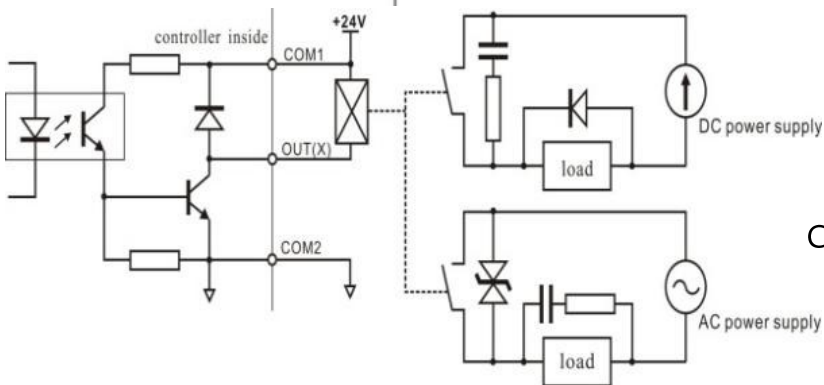 controller inside
+24V
COM1
OUT(X)
COM2
DC power supply
load
AC power supply
load